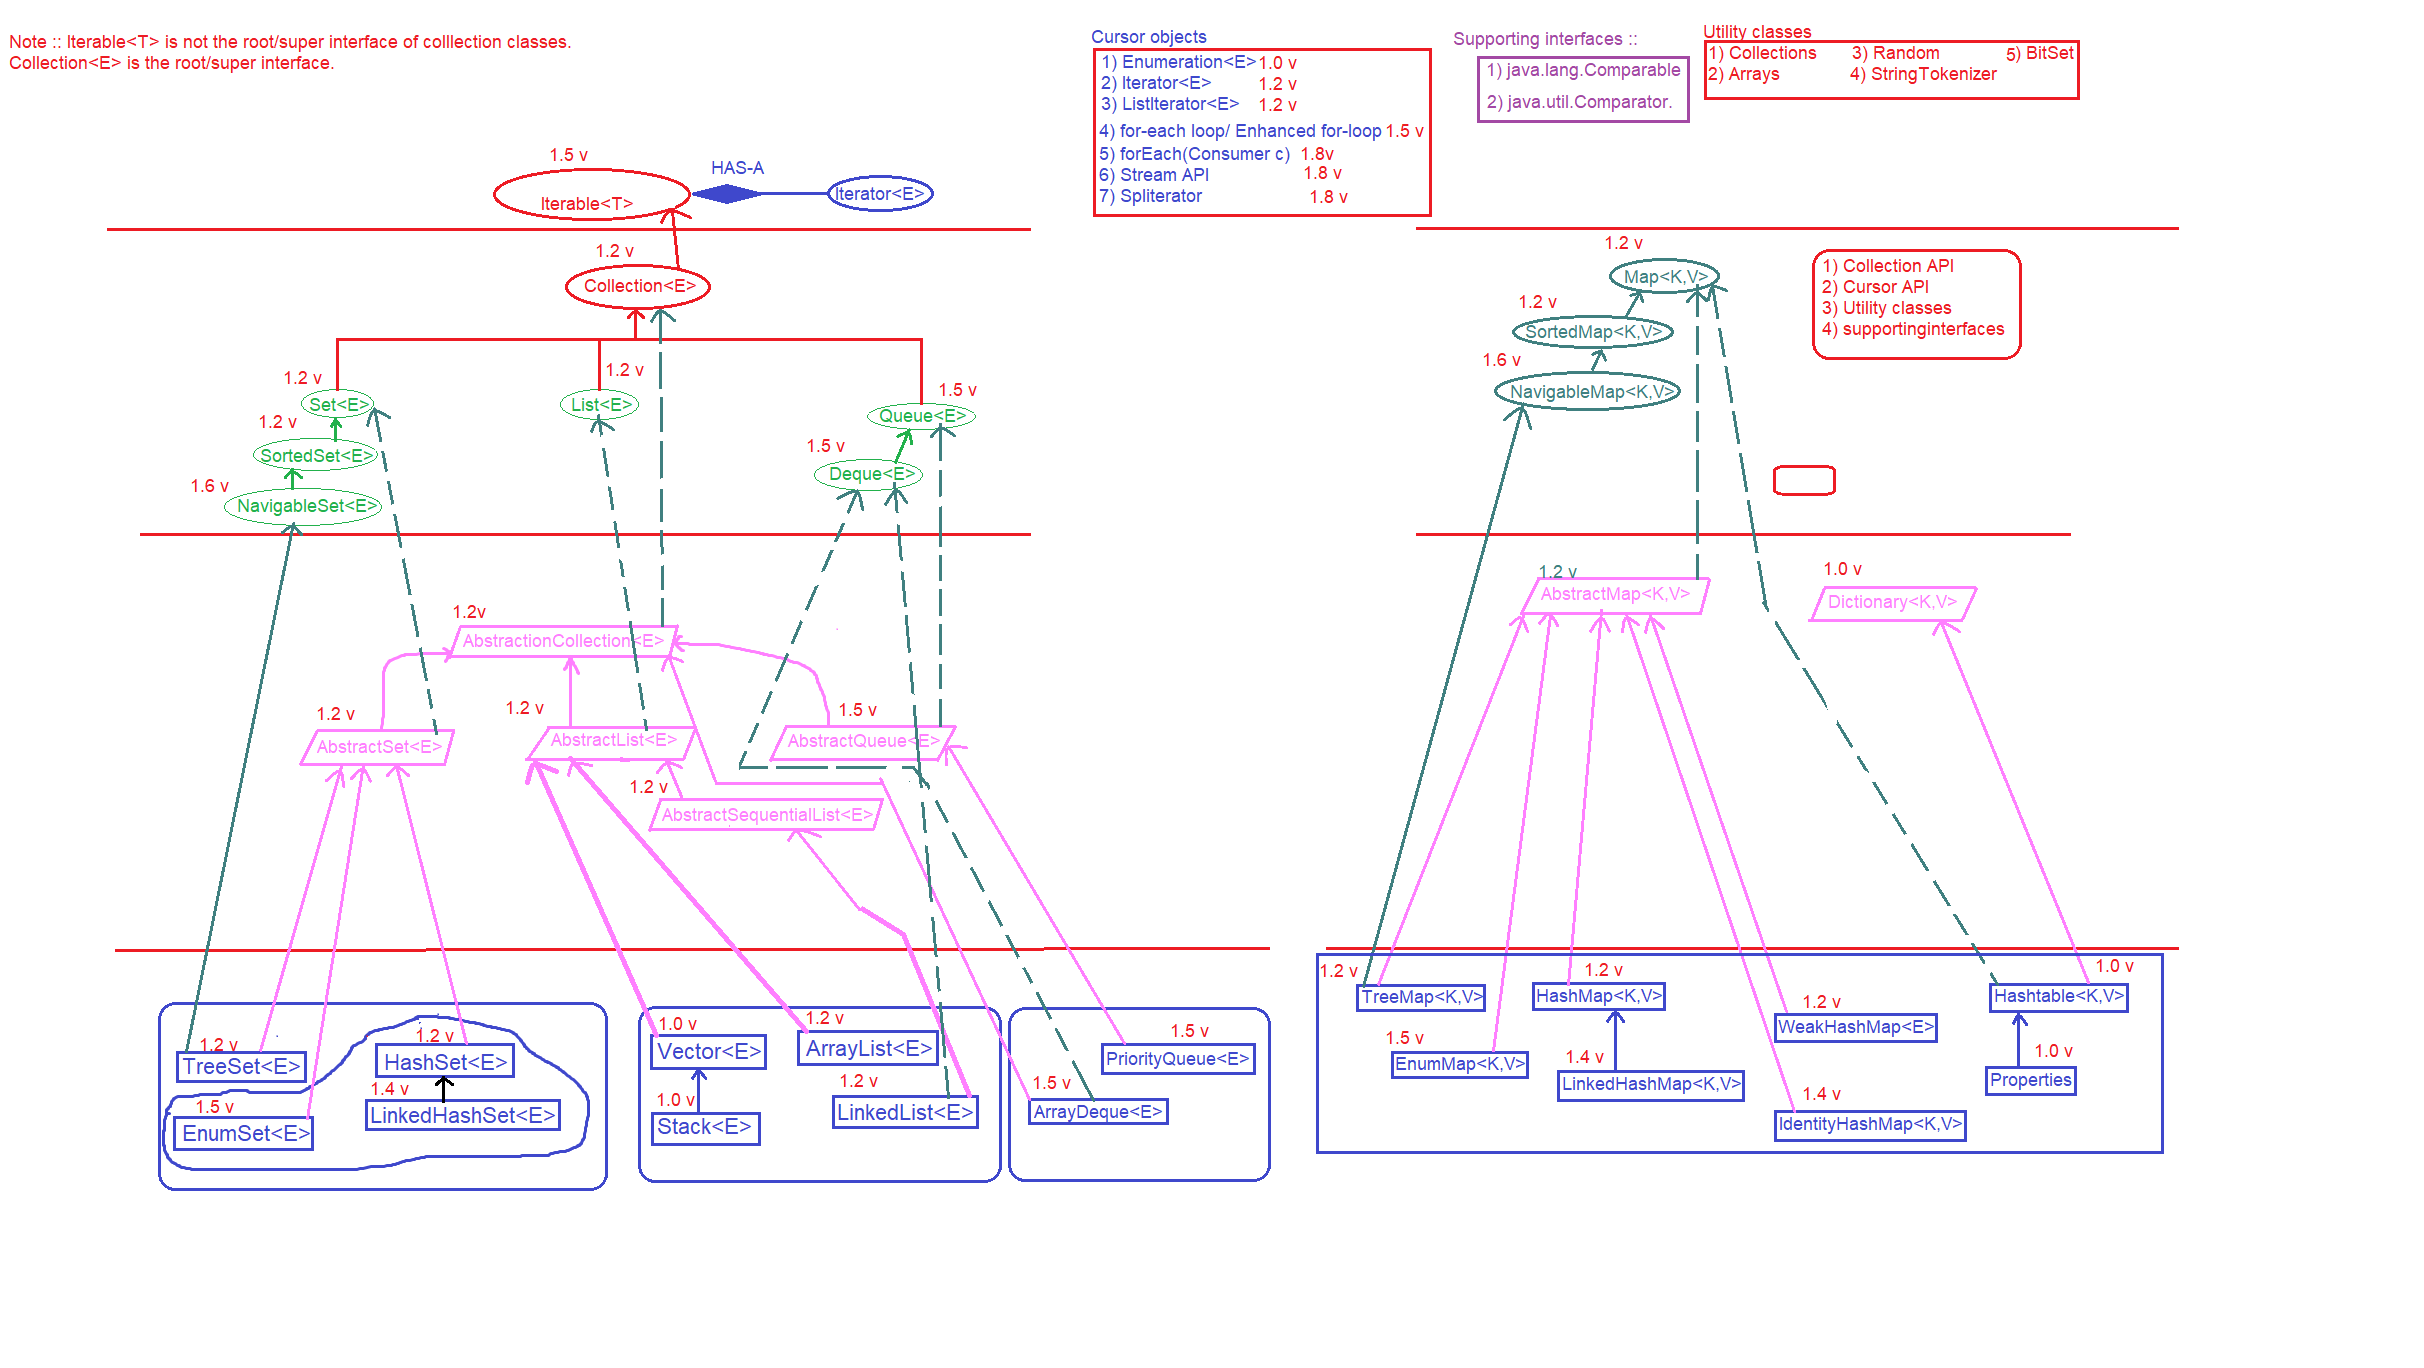 Note :: Iterable<T> is not the root/super interface of colllection classes.
Collection<E> is the root/super interface.
Cursor objects
1) Enumeration<E> 1.0 v
2) Iterator<E> 1.2 v
3) ListIterator<E> 1.2 v
4) for-each loop/ Enhanced for-loop 1.5 v
5) forEach(Consumer c) 1.8v
6) Stream API 1.8 v
7) Spliterator 1.8 v
Supporting interfaces ::
1) java.lang.Comparable
2) java.util.Comparator.
Utility classes
1) Collections 3) Random 5) BitSet
2) Arrays 4) StringTokenizer
1.5 v
HAS-A
Iterable<T>
Iterator<E>
1.2 v
Collection<E>
1.2 v
Set<E>
1.2 v
List<E>
1.5 v
Queue<E>
1.2 v
SortedSet<E>
1.5 v
Deque<E>
1.6 v
NavigableSet<E>
1.2v
AbstractionCollection<E>
1.2 v
AbstractSet<E>
1.2 v
AbstractList<E>
1.5 v
AbstractQueue<E>
1.2 v
AbstractSequentialList<E>
1.2 v
TreeSet<E>
1.2 v
HashSet<E>
1.4 v
LinkedHashSet<E>
1.5 v
EnumSet<E>
1.0 v
Vector<E>
1.2 v
ArrayList<E>
1.0 v
Stack<E>
1.2 v
LinkedList<E>
1.5 v
PriorityQueue<E>
1.5 v
ArrayDeque<E>
1.2 v
Map<K,V>
1.2 v
SortedMap<K,V>
1.6 v
NavigableMap<K,V>
1) Collection API
2) Cursor API
3) Utility classes
4) supportinginterfaces
1.2 v
AbstractMap<K,V>
1.0 v
Dictionary<K,V>
1.2 v
TreeMap<K,V>
1.2 v
HashMap<K,V>
1.0 v
Hashtable<K,V>
1.2 v
WeakHashMap<E>
1.5 v
EnumMap<K,V>
1.4 v
LinkedHashMap<K,V>
1.0 v
Properties
1.4 v
IdentityHashMap<K,V>